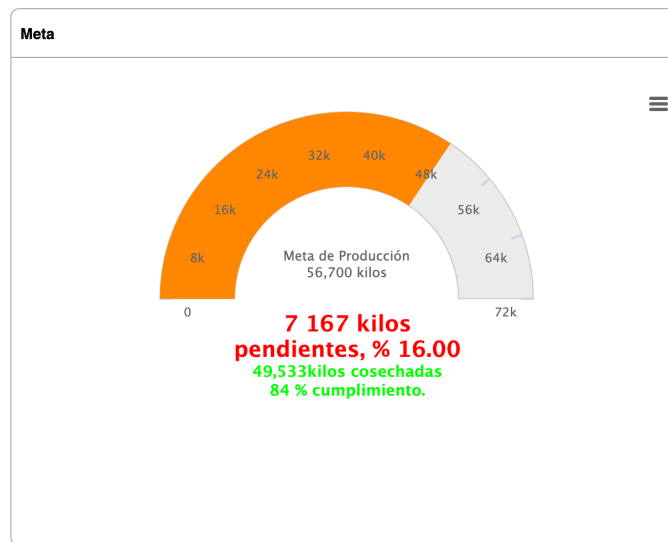 Meta
0
8k
16k
24k
32k
40k
48k
56k
64k
72k
Meta de Producción
56,700 kilos
7 167 kilos
pendientes, % 16.00
49,533kilos cosechadas
84 % cumplimiento.